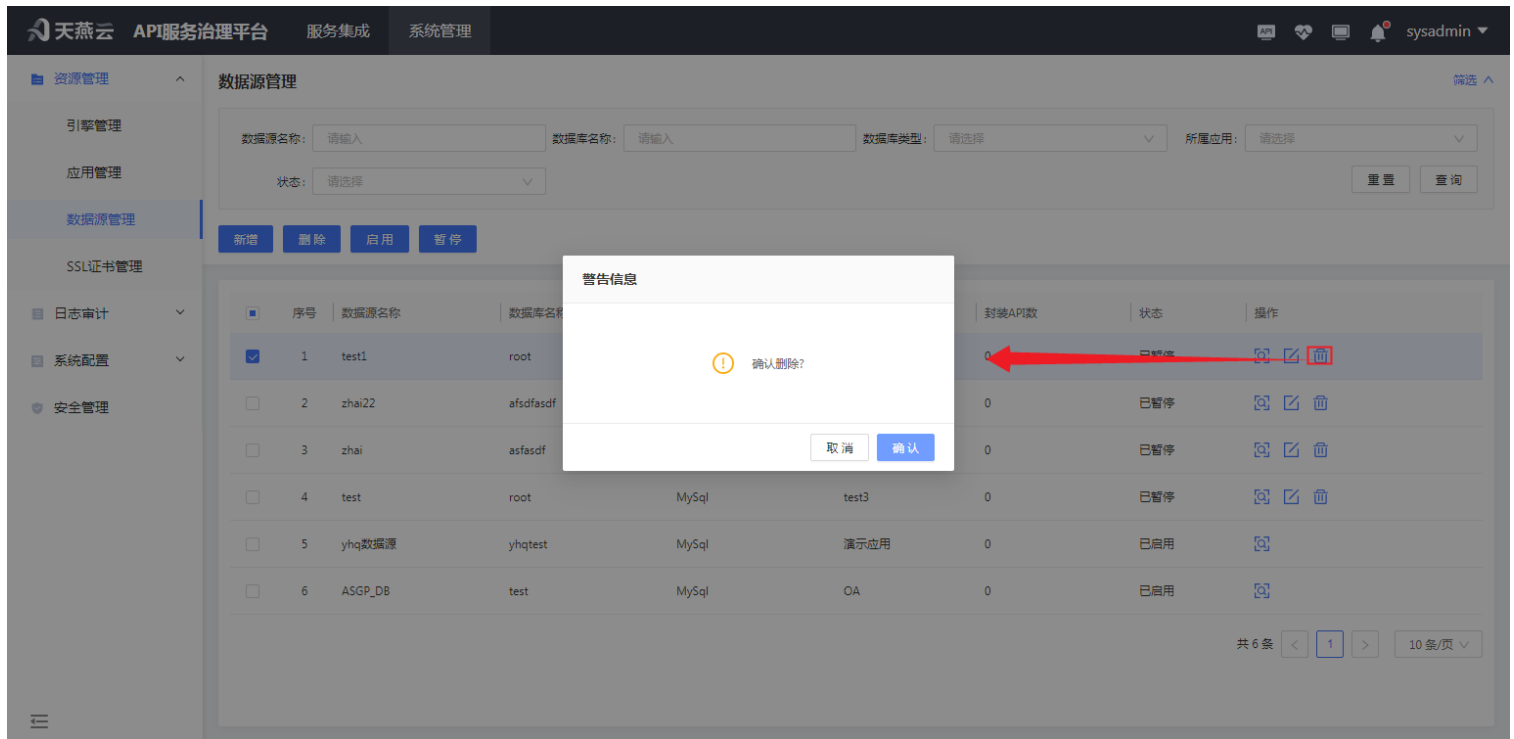 天燕云 API服务治理平台 服务集成 系统管理 API sysadmin
资源管理
引擎管理
应用管理
数据源管理
SSL证书管理
日志审计
系统配置
安全管理
数据源管理 筛选
数据源名称: 请输入 数据库名称: 请输入 数据库类型: 请选择 所属应用: 请选择
状态: 请选择 重置 查询
新增 删除 启用 暂停
警告信息
确认删除?
取消 确认
序号 数据源名称 数据库名称 封装API数 状态 操作
1 test1 root 0 已暂停
2 zhai22 afsdfasdf 0 已暂停
3 zhai asfasdf 0 已暂停
4 test root MySql test3 0 已暂停
5 yhq数据源 yhqtest MySql 演示应用 0 已启用
6 ASGP_DB test MySql OA 0 已启用
共6条 < 1 > 10条/页